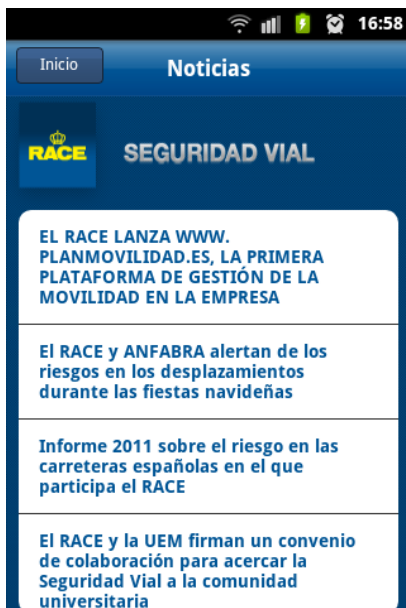 16:58
Inicio
Noticias
RACE
SEGURIDAD VIAL
EL RACE LANZA WWW.
PLANMOVILIDAD.ES, LA PRIMERA
PLATAFORMA DE GESTIÓN DE LA
MOVILIDAD EN LA EMPRESA
El RACE y ANFABRA alertan de los
riesgos en los desplazamientos
durante las fiestas navideñas
Informe 2011 sobre el riesgo en las
carreteras españolas en el que
participa el RACE
El RACE y la UEM firman un convenio
de colaboración para acercar la
Seguridad Vial a la comunidad
universitaria